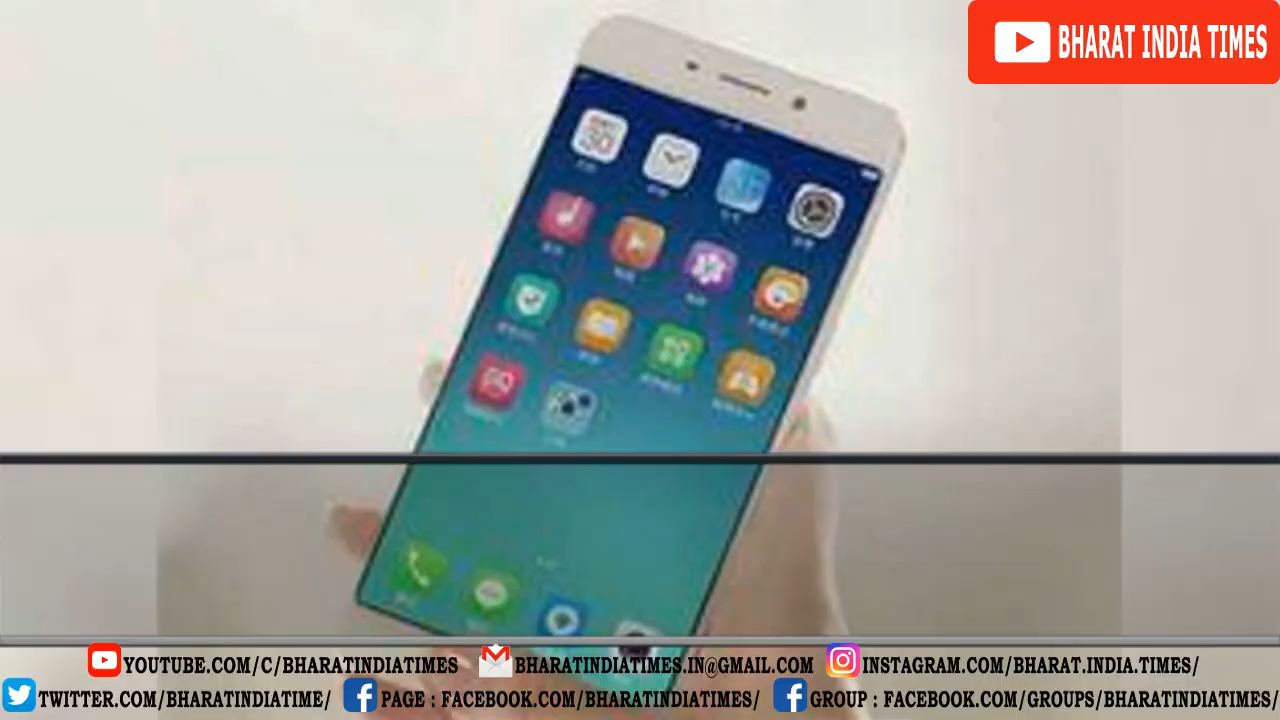 BHARAT INDIA TIMES
YOUTUBE.COM/C/BHARATINDIATIMES BHARATINDIATIMES.IN@GMAIL.COM INSTAGRAM.COM/BHARAT.INDIA.TIMES/
TWITTER.COM/BHARATINDIATIME/ PAGE : FACEBOOK.COM/BHARATINDIATIMES/ GROUP : FACEBOOK.COM/GROUPS/BHARATINDIATIMES/